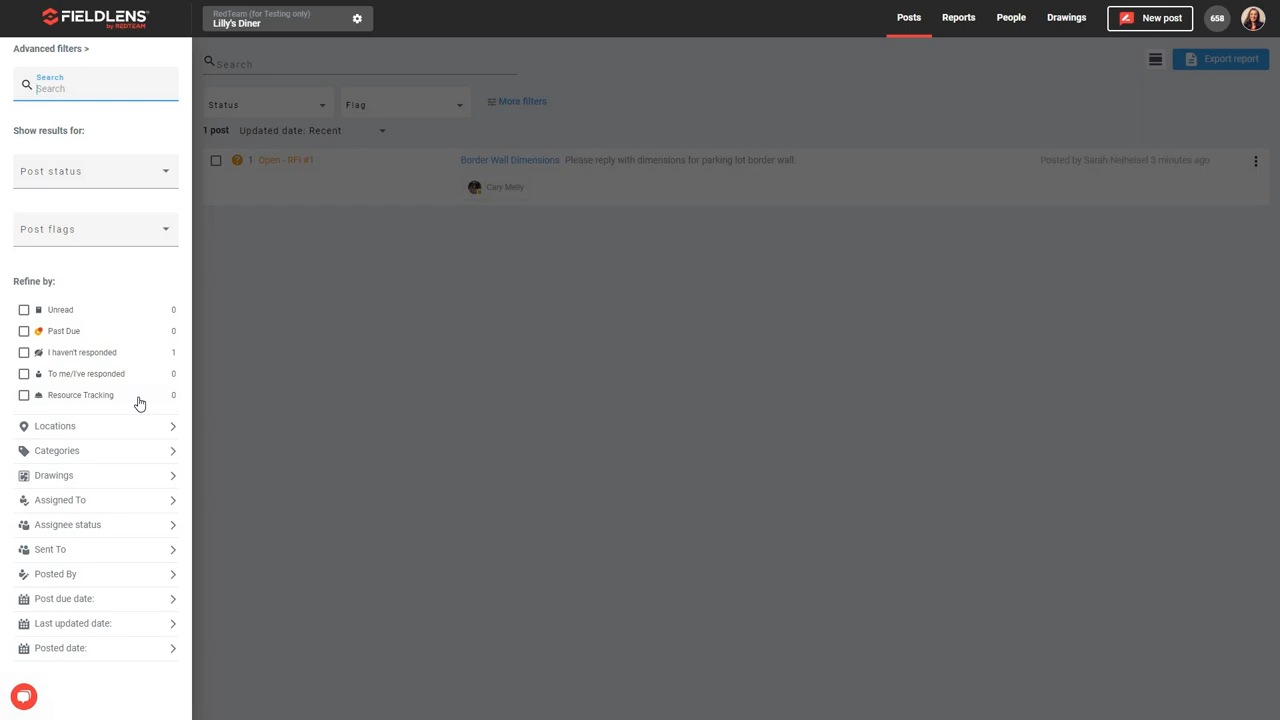 FIELDLENS
by REDTEAM
RedTeam (for Testing only)
Lilly's Diner
Posts
Reports
People
Drawings
New post
658
Advanced filters >
Search
Search
Show results for:
Post status
Post flags
Refine by:
Unread 0
Past Due 0
I haven't responded 1
To me/I've responded 0
Resource Tracking 0
Locations
Categories
Drawings
Assigned To
Assignee status
Sent To
Posted By
Post due date:
Last updated date:
Posted date:
Search
Export report
Status
Flag
More filters
1 post Updated date: Recent
1 Open - RFI #1 Border Wall Dimensions Please reply with dimensions for parking lot border wall. Posted by Sarah Neiheisel 3 minutes ago
Cary Melly